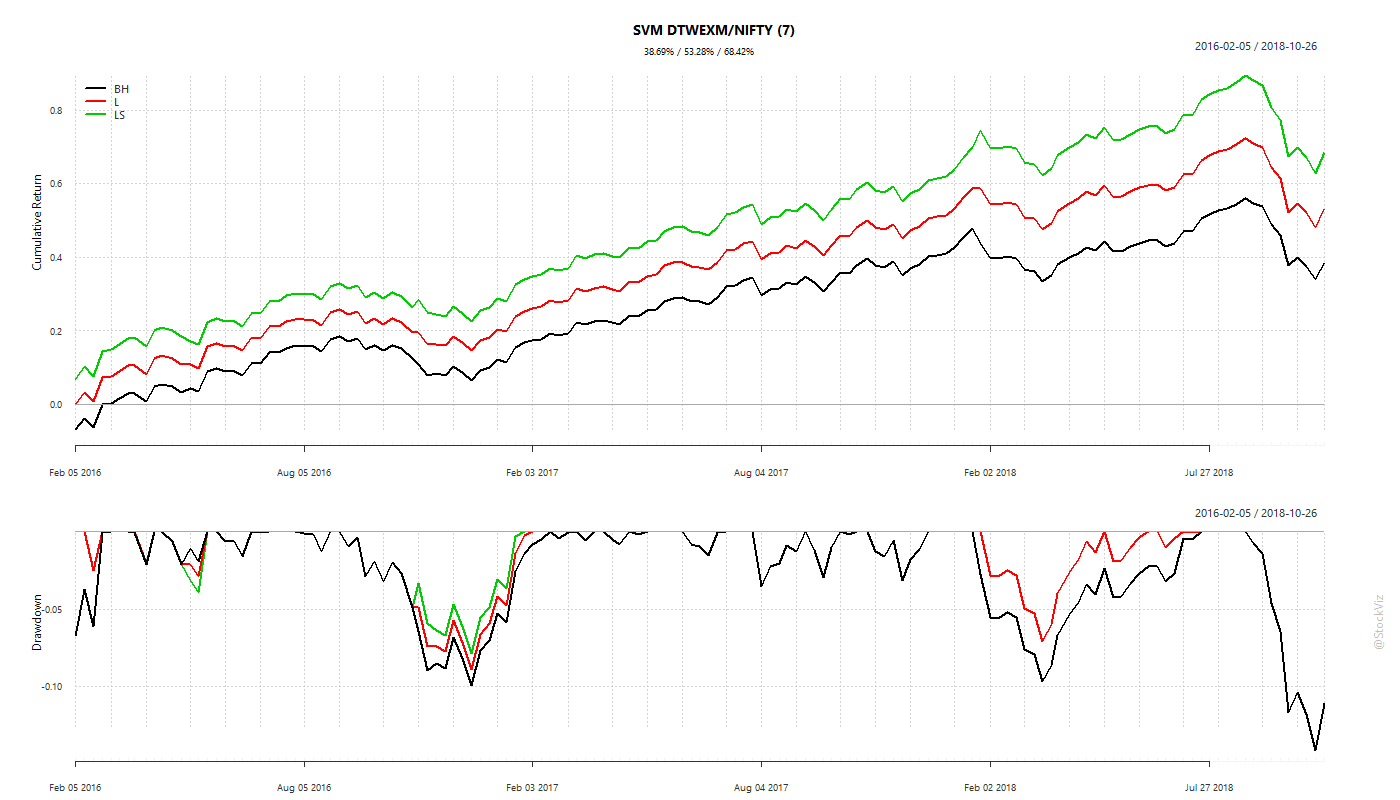 SVM DTWEXM/NIFTY (7)
38.69% / 53.28% / 68.42%
2016-02-05 / 2018-10-26
BH
L
LS
Cumulative Return
0.8
0.6
0.4
0.2
0.0
Feb 05 2016 Aug 05 2016 Feb 03 2017 Aug 04 2017 Feb 02 2018 Jul 27 2018
2016-02-05 / 2018-10-26
Drawdown
-0.05
-0.10
Feb 05 2016 Aug 05 2016 Feb 03 2017 Aug 04 2017 Feb 02 2018 Jul 27 2018
@StockViz